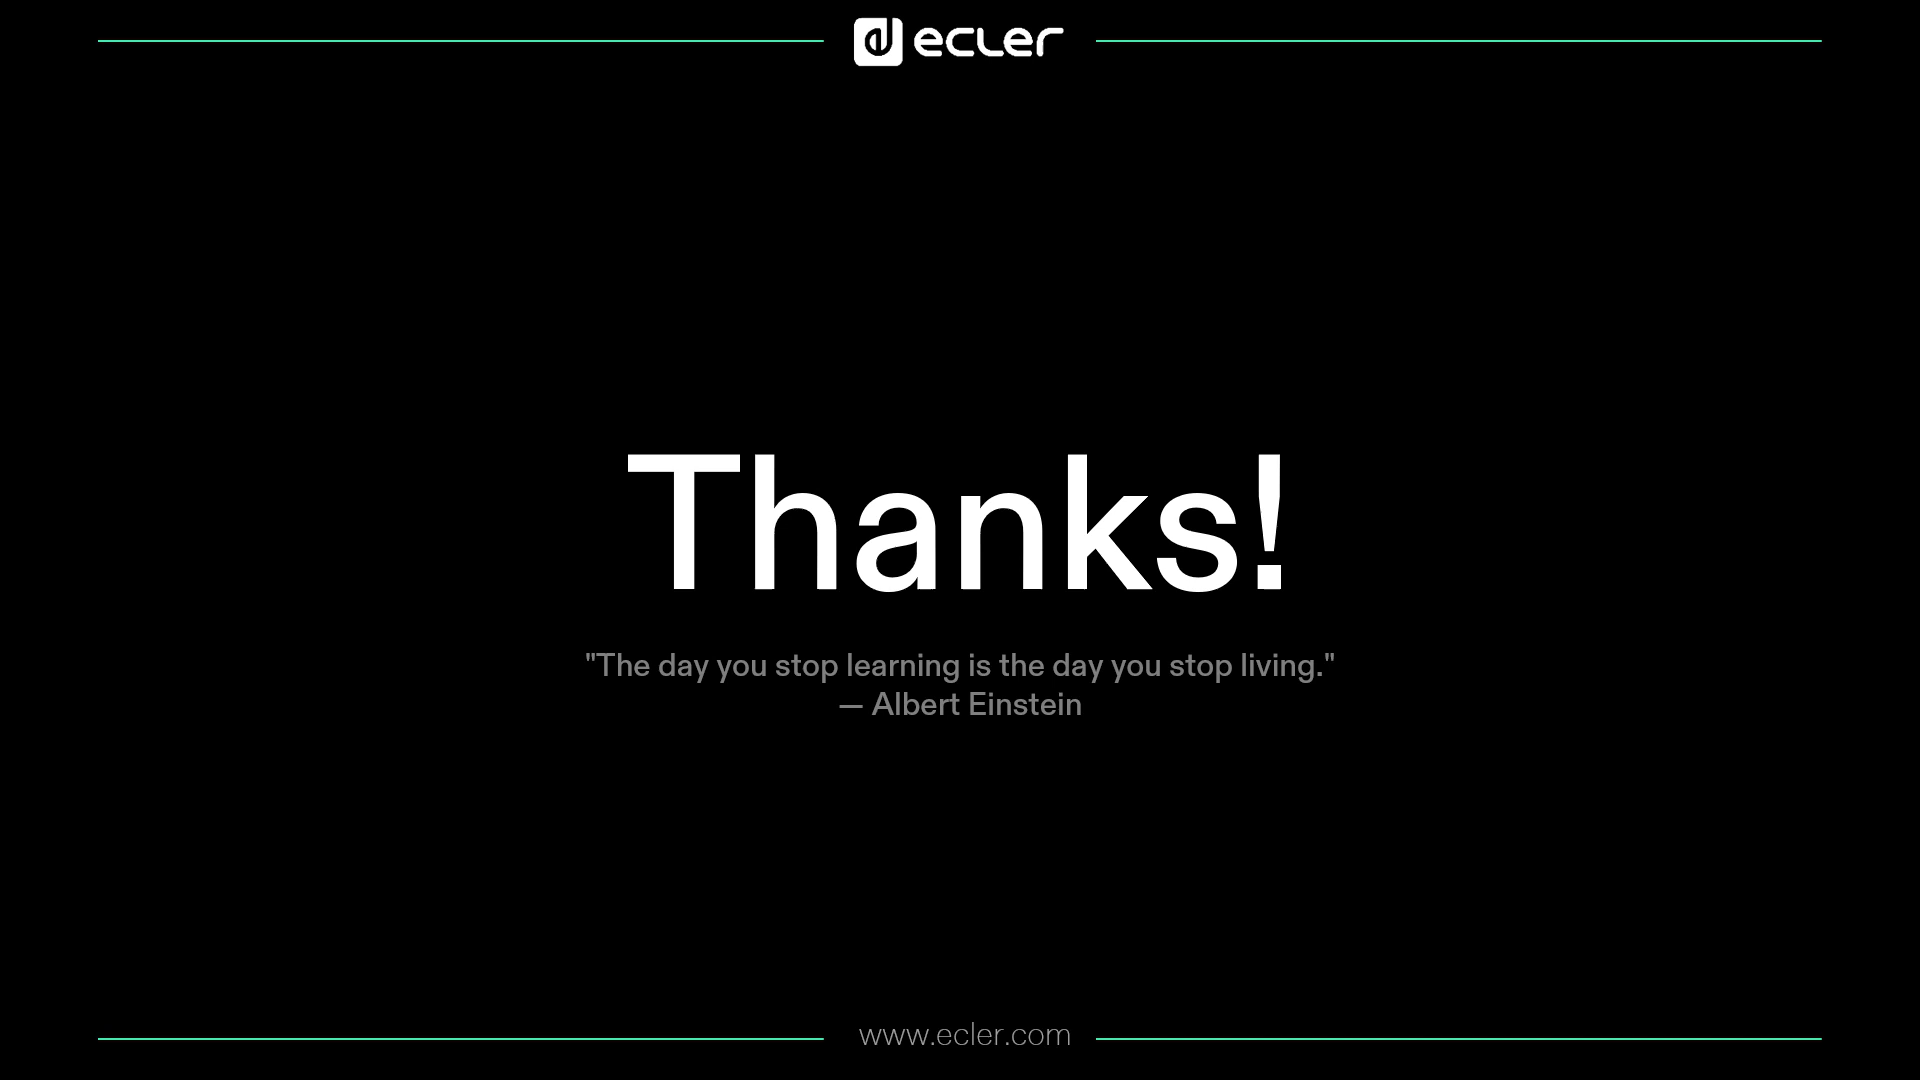 ecler
Thanks!
"The day you stop learning is the day you stop living."
— Albert Einstein
www.ecler.com